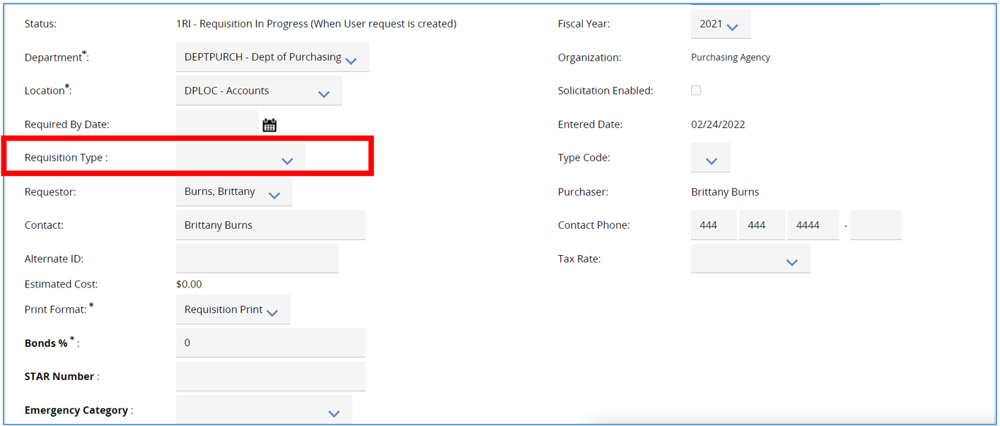 Status: 1RI - Requisition In Progress (When User request is created) Fiscal Year: 2021
Department*: DEPTPURCH - Dept of Purchasing Organization: Purchasing Agency
Location*: DPLOC - Accounts Solicitation Enabled:
Required By Date: Entered Date: 02/24/2022
Requisition Type : Type Code:
Requestor: Burns, Brittany Purchaser: Brittany Burns
Contact: Brittany Burns Contact Phone: 444 444 4444 -
Alternate ID: Tax Rate:
Estimated Cost: $0.00
Print Format: * Requisition Print
Bonds % * : 0
STAR Number :
Emergency Category :